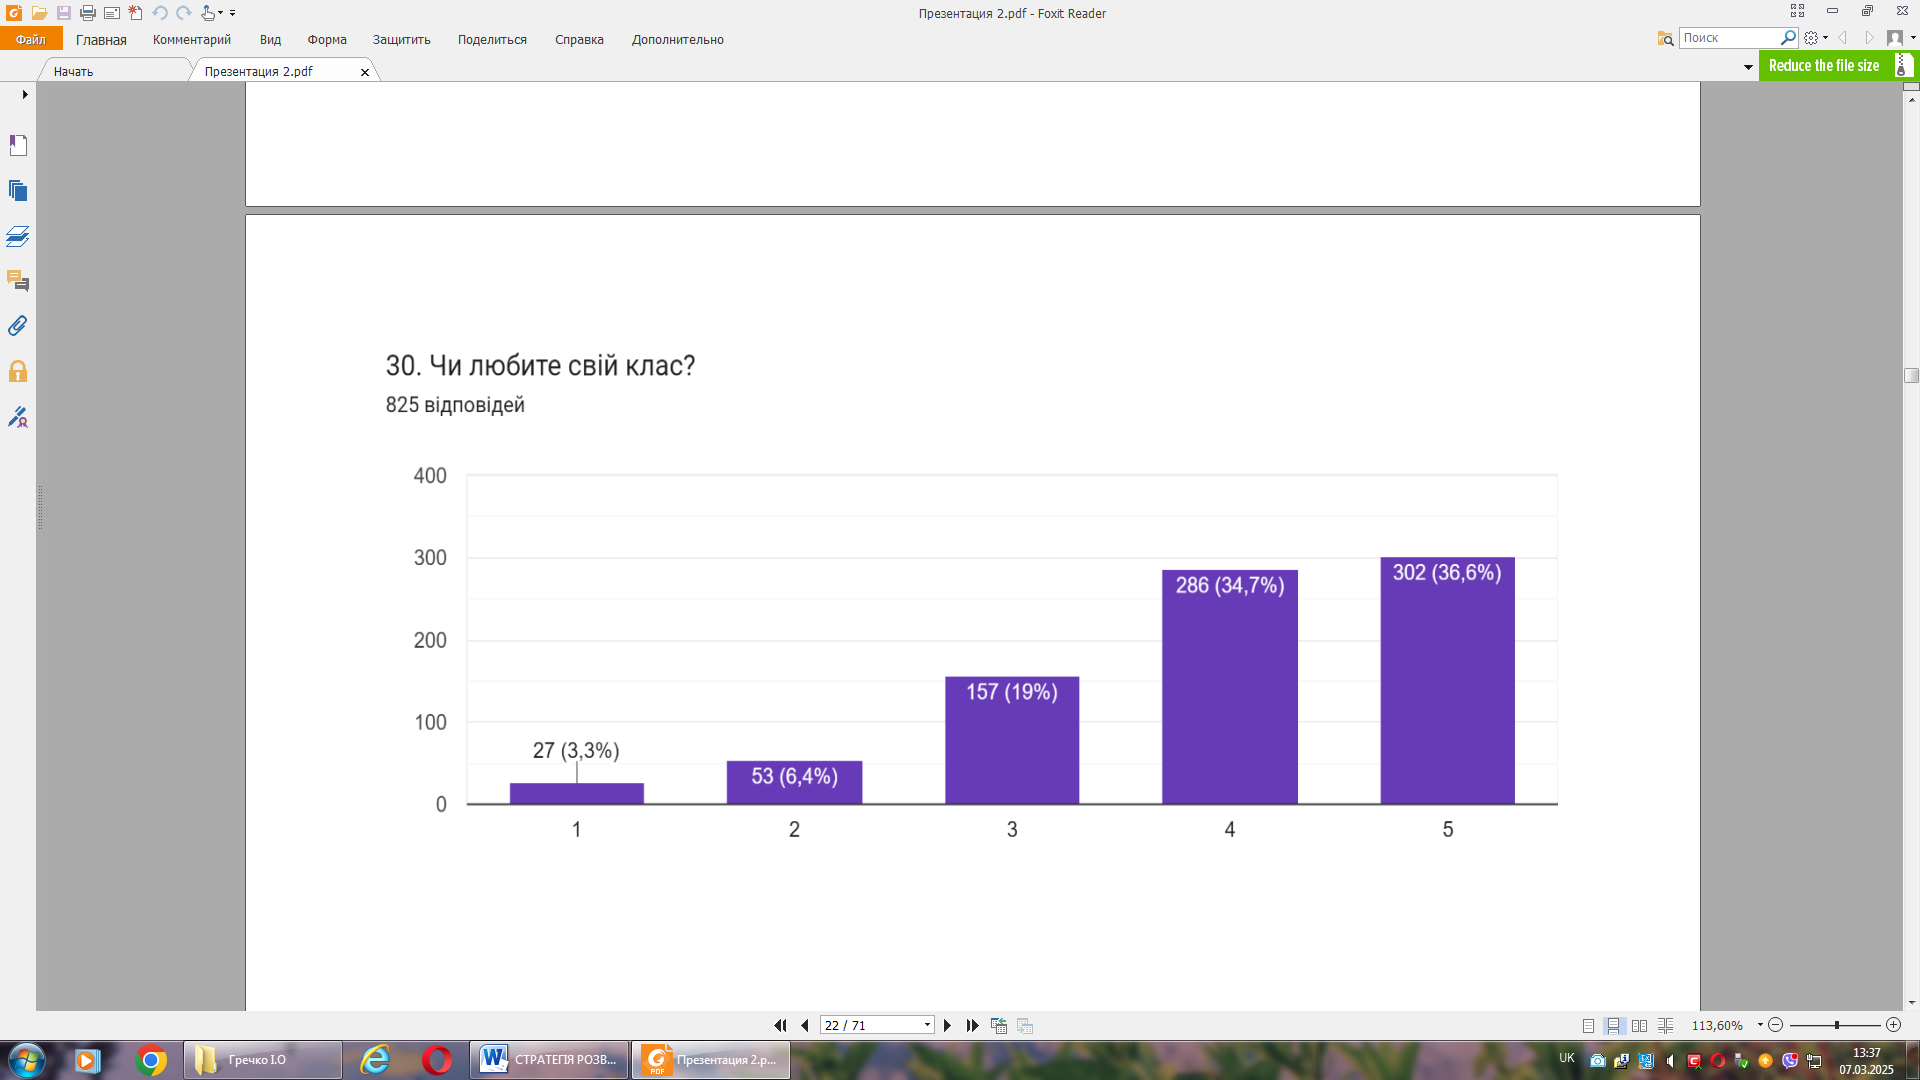 Презентация 2.pdf - Foxit Reader
Файл Главная Комментарий Вид Форма Защитить Поделиться Справка Дополнительно
Поиск
Начать
Презентация 2.pdf
Reduce the file size
30. Чи любите свій клас?
825 відповідей
400
300
200
100
0
27 (3,3%)
53 (6,4%)
157 (19%)
286 (34,7%)
302 (36,6%)
1 2 3 4 5
22 / 71
113,60%
Гречко І.О
СТРАТЕГІЯ РОЗВ...
PDF
Презентация 2.p...
UK
13:37
07.03.2025